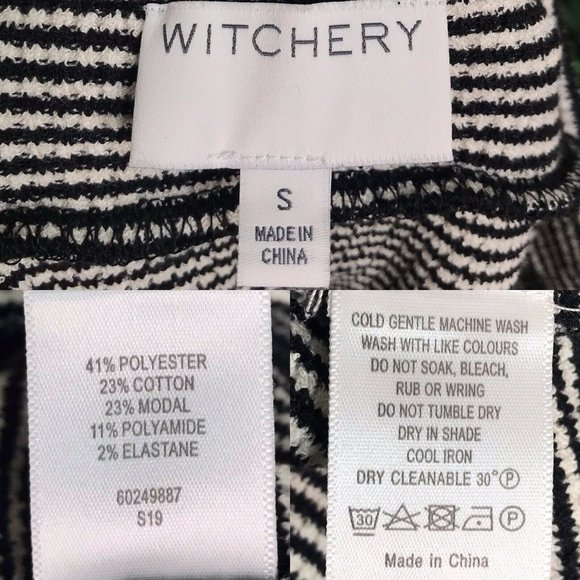 WITCHERY
S
MADE IN
CHINA
41% POLYESTER
23% COTTON
23% MODAL
11% POLYAMIDE
2% ELASTANE
60249887
S19
COLD GENTLE MACHINE WASH
WASH WITH LIKE COLOURS
DO NOT SOAK, BLEACH,
RUB OR WRING
DO NOT TUMBLE DRY
DRY IN SHADE
COOL IRON
DRY CLEANABLE 30° Ⓟ
30 Ⓟ
Made in China